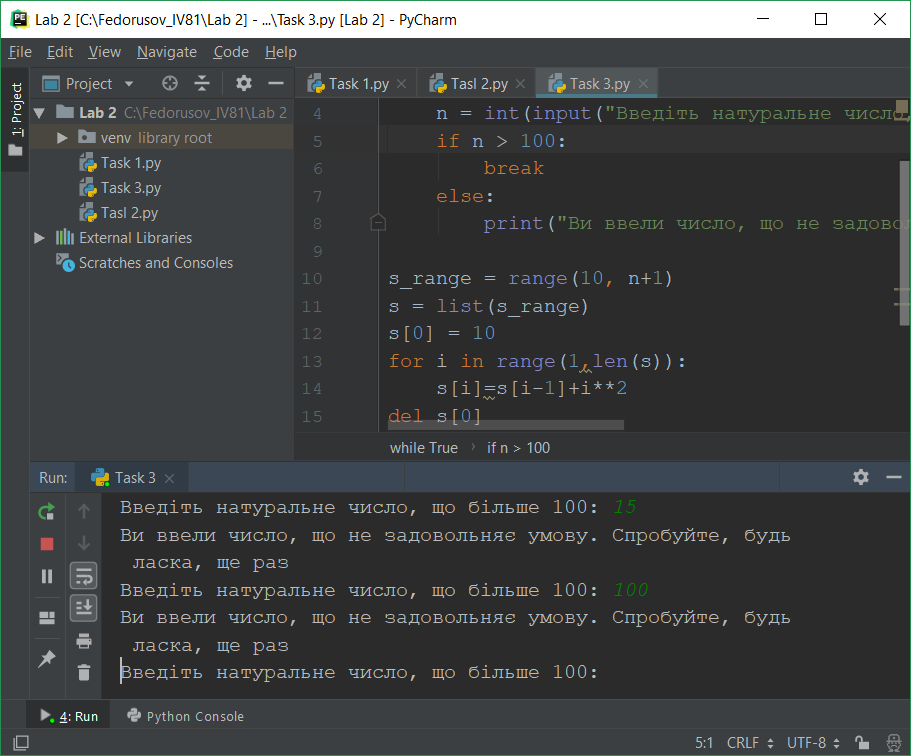 Lab 2 [C:\Fedorusov_IV81\Lab 2] - ...\Task 3.py [Lab 2] - PyCharm
File Edit View Navigate Code Help
1: Project
Project
Lab 2 C:\Fedorusov_IV81\Lab 2
venv library root
Task 1.py
Task 3.py
Tasl 2.py
External Libraries
Scratches and Consoles
Task 1.py Tasl 2.py Task 3.py
4 n = int(input("Введіть натуральне число,
5 if n > 100:
6 break
7 else:
8 print("Ви ввели число, що не задово
9
10 s_range = range(10, n+1)
11 s = list(s_range)
12 s[0] = 10
13 for i in range(1,len(s)):
14 s[i]=s[i-1]+i**2
15 del s[0]
while True › if n > 100
Run: Task 3
Введіть натуральне число, що більше 100: 15
Ви ввели число, що не задовольняє умову. Спробуйте, будь
ласка, ще раз
Введіть натуральне число, що більше 100: 100
Ви ввели число, що не задовольняє умову. Спробуйте, будь
ласка, ще раз
Введіть натуральне число, що більше 100:
4: Run Python Console
5:1 CRLF UTF-8